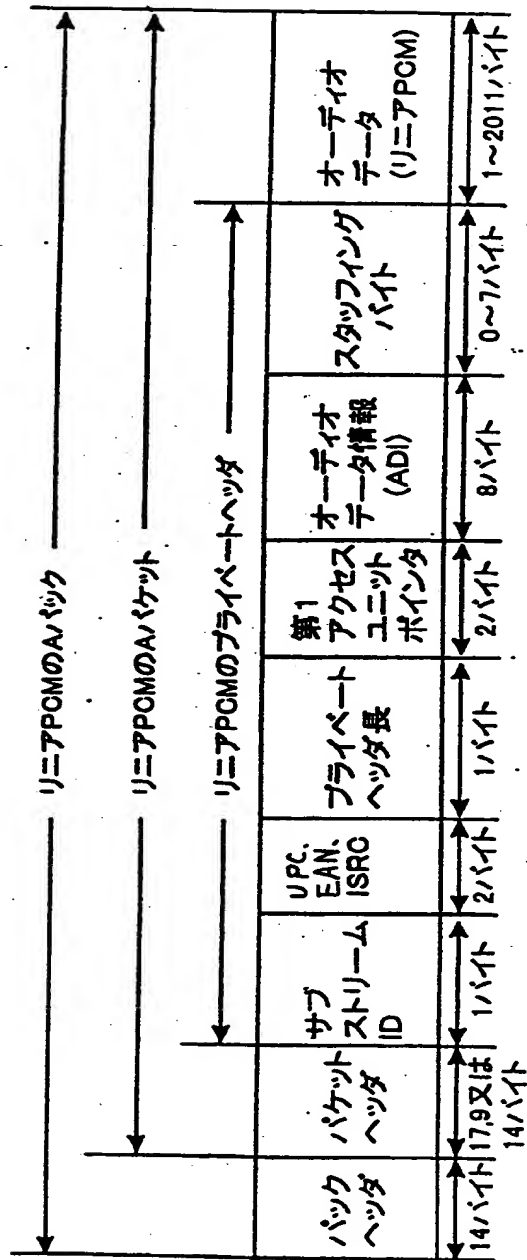 リニアPCMのAパック
リニアPCMのAパケット
リニアPCMのプライベートヘッダ
パック
ヘッダ
パケット
ヘッダ
サブ
ストリーム
ID
UPC.
EAN.
ISRC
プライベート
ヘッダ長
第1
アクセス
ユニット
ポインタ
オーディオ
データ情報
(ADI)
スタッフィング
バイト
オーディオ
データ
(リニアPCM)
14バイト
17,9又は
14バイト
1バイト
2バイト
1バイト
2バイト
8バイト
0~7バイト
1~2011バイト